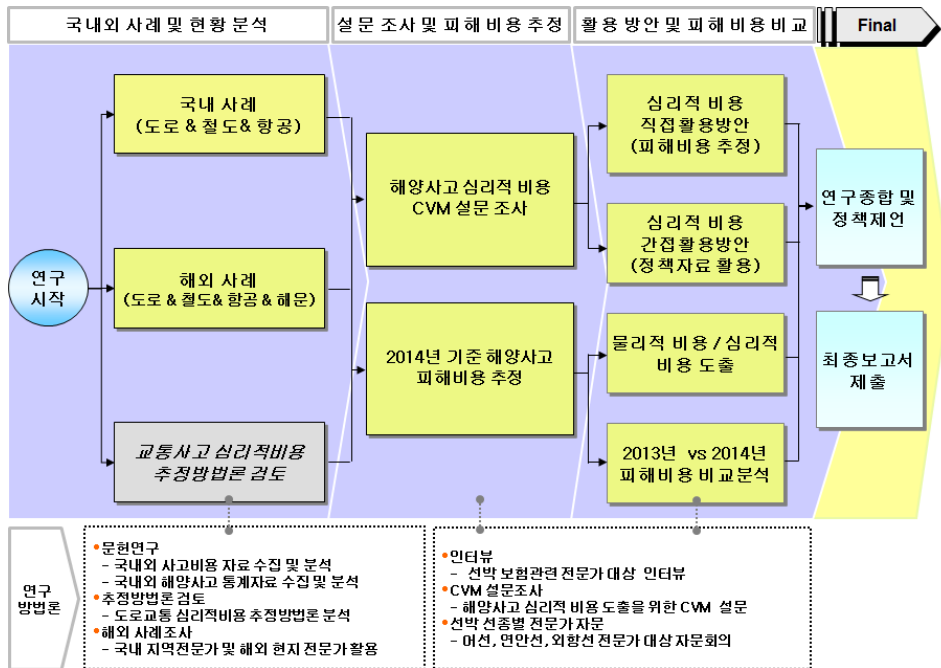 국내외 사례 및 현황 분석
설문 조사 및 피해 비용 추정
활용 방안 및 피해 비용 비교
Final
연구
시작
국내 사례
(도로 & 철도& 항공)
해외 사례
(도로 & 철도& 항공 & 해운)
교통사고 심리적비용
추정방법론 검토
해양사고 심리적 비용
CVM 설문 조사
2014년 기준 해양사고
피해비용 추정
심리적 비용
직접활용방안
(피해비용 추정)
심리적 비용
간접활용방안
(정책자료 활용)
물리적 비용 / 심리적
비용 도출
2013년 vs 2014년
피해비용 비교분석
연구종합 및
정책제언
최종보고서
제출
연구
방법론
•문헌연구
– 국내외 사고비용 자료 수집 및 분석
– 국내외 해양사고 통계자료 수집 및 분석
•추정방법론 검토
– 도로교통 심리적비용 추정방법론 분석
•해외 사례조사
– 국내 지역전문가 및 해외 현지 전문가 활용
•인터뷰
– 선박 보험관련 전문가 대상 인터뷰
•CVM 설문조사
– 해양사고 심리적 비용 도출을 위한 CVM 설문
•선박 선종별 전문가 자문
– 어선, 연안선, 외항선 전문가 대상 자문회의